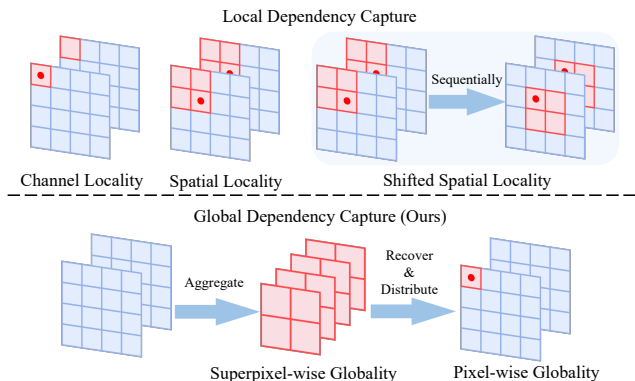 Local Dependency Capture
Sequentially
Channel Locality
Spatial Locality
Shifted Spatial Locality
Global Dependency Capture (Ours)
Aggregate
Recover
&
Distribute
Superpixel-wise Globality
Pixel-wise Globality